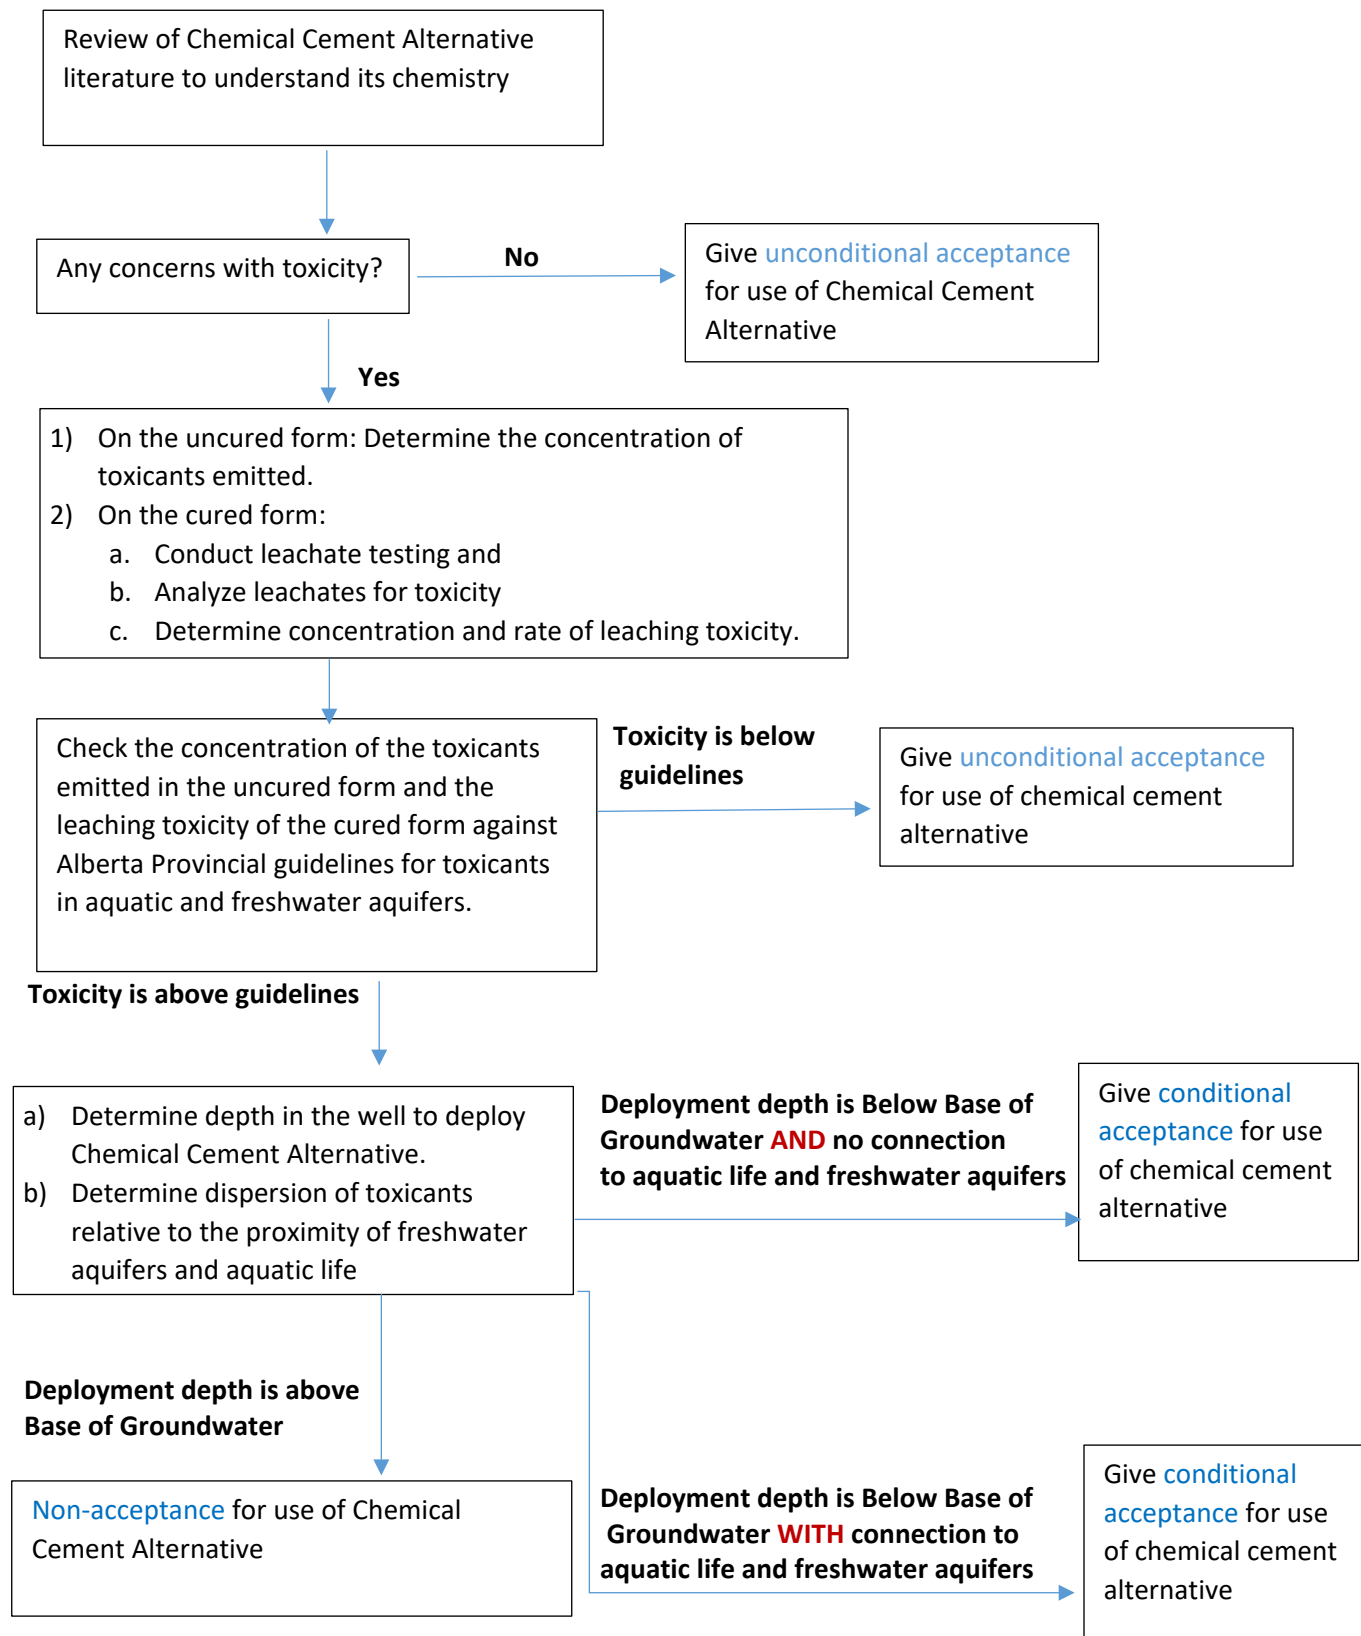 Review of Chemical Cement Alternative
literature to understand its chemistry
Any concerns with toxicity?
No
Give unconditional acceptance
for use of Chemical Cement
Alternative
Yes
1) On the uncured form: Determine the concentration of
toxicants emitted.
2) On the cured form:
a. Conduct leachate testing and
b. Analyze leachates for toxicity
c. Determine concentration and rate of leaching toxicity.
Check the concentration of the toxicants
emitted in the uncured form and the
leaching toxicity of the cured form against
Alberta Provincial guidelines for toxicants
in aquatic and freshwater aquifers.
Toxicity is below
guidelines
Give unconditional acceptance
for use of chemical cement
alternative
Toxicity is above guidelines
a) Determine depth in the well to deploy
Chemical Cement Alternative.
b) Determine dispersion of toxicants
relative to the proximity of freshwater
aquifers and aquatic life
Deployment depth is Below Base of
Groundwater AND no connection
to aquatic life and freshwater aquifers
Give conditional
acceptance for use
of chemical cement
alternative
Deployment depth is above
Base of Groundwater
Non-acceptance for use of Chemical
Cement Alternative
Deployment depth is Below Base of
Groundwater WITH connection to
aquatic life and freshwater aquifers
Give conditional
acceptance for use
of chemical cement
alternative